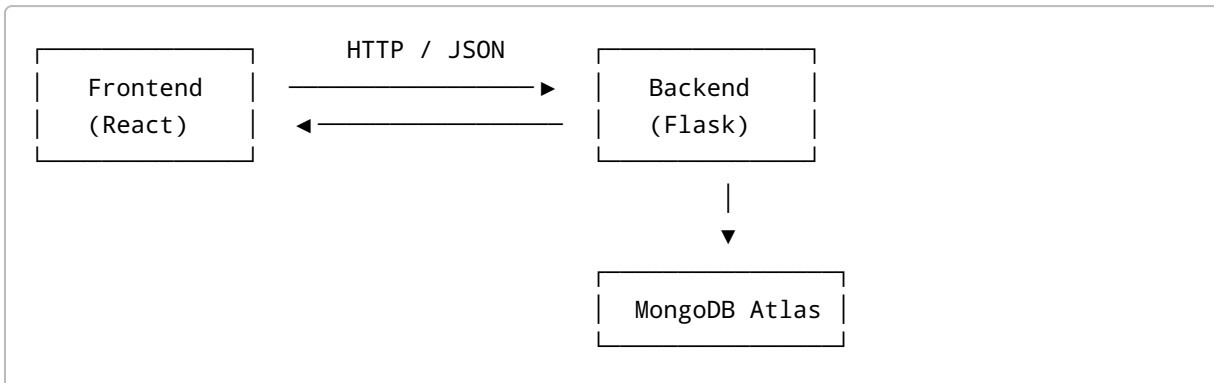 HTTP / JSON
Frontend Backend
(React) (Flask)
MongoDB Atlas